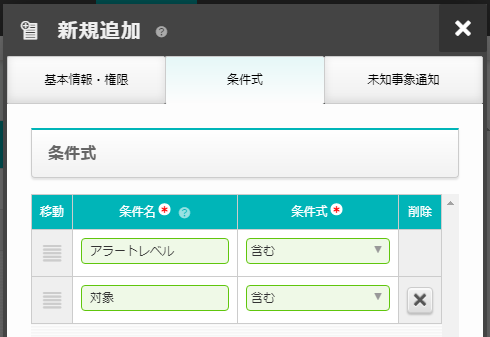 新規追加 ?
基本情報・権限 条件式 未知事象通知
条件式
移動 条件名 * ? 条件式 * 削除
アラートレベル 含む
対象 含む